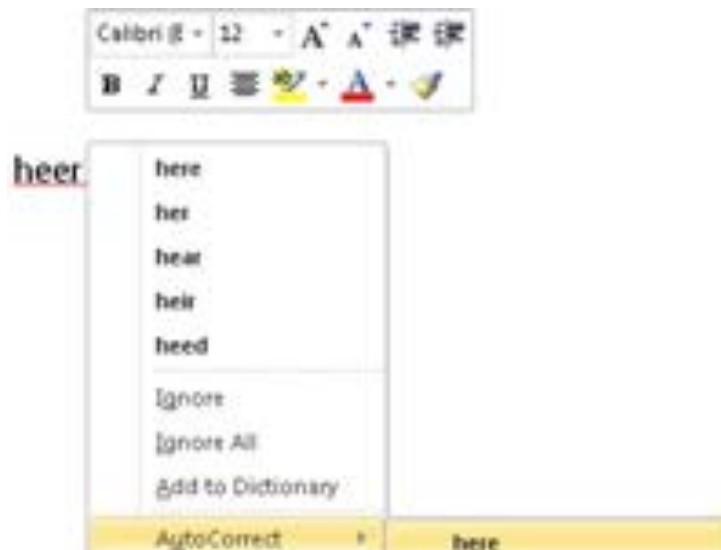 Calibri (E 12 A A
B I U A
heer
here
her
hear
heir
heed
Ignore
Ignore All
Add to Dictionary
AutoCorrect here